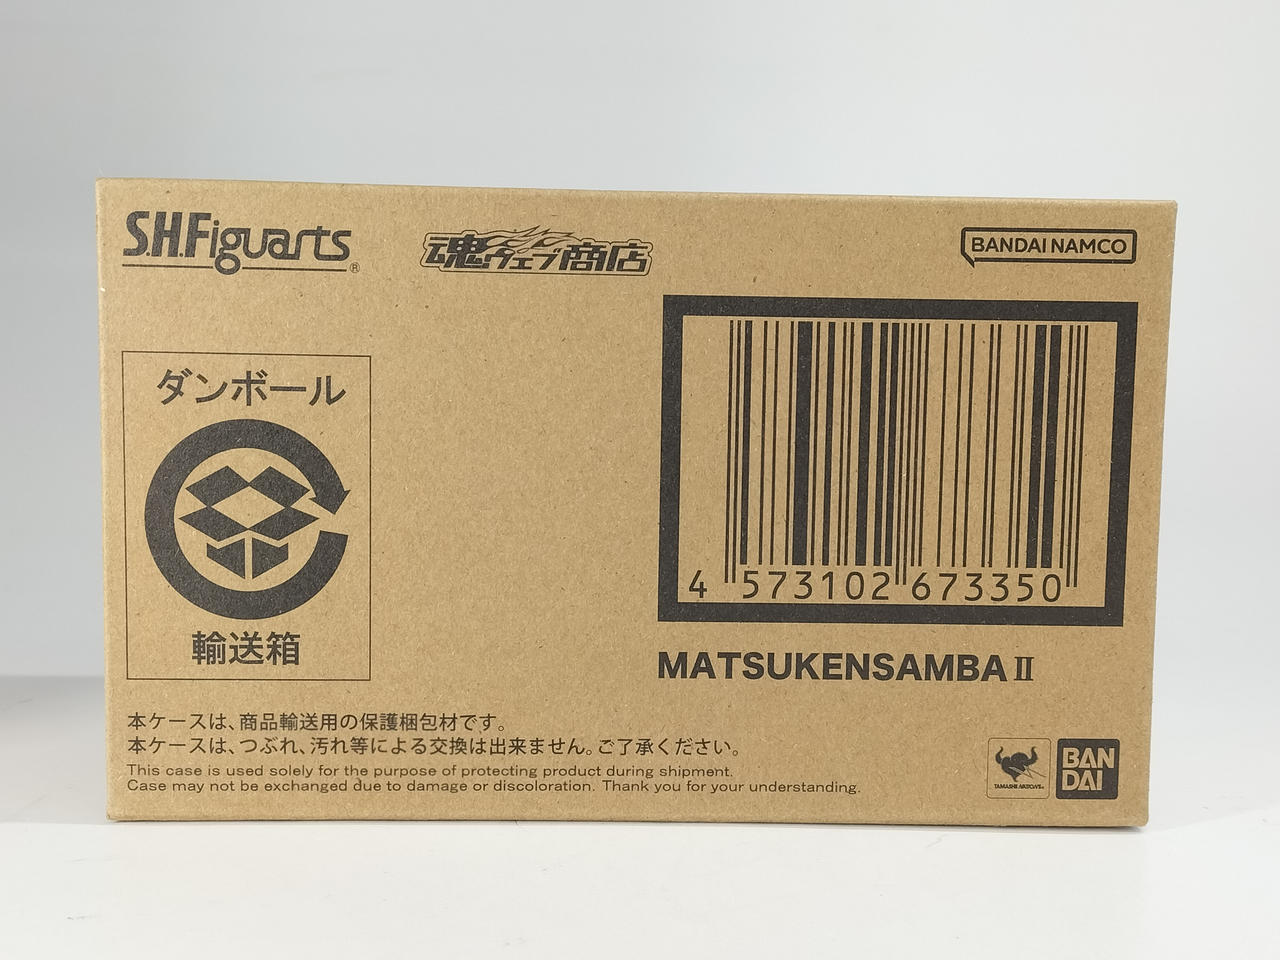 S.H.Figuarts®
魂ウェブ商店
BANDAI NAMCO
ダンボール
輸送箱
4 573102 673350
MATSUKENSAMBAⅡ
本ケースは、商品輸送用の保護梱包材です。
本ケースは、つぶれ、汚れ等による交換は出来ません。ご了承ください。
This case is used solely for the purpose of protecting product during shipment.
Case may not be exchanged due to damage or discoloration. Thank you for your understanding.
TAMASHII NATIONS
BAN
DAI